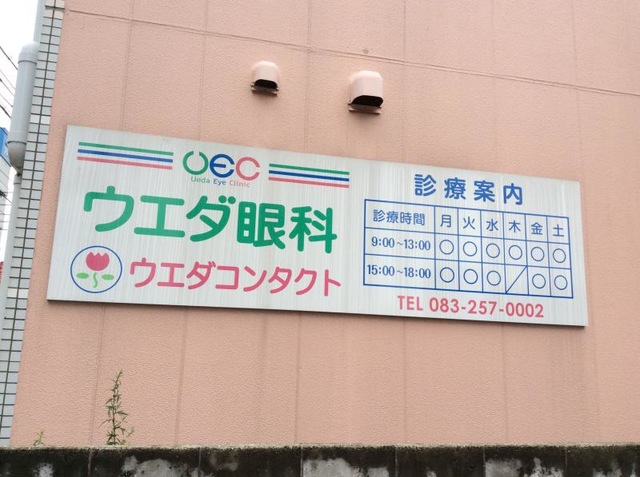 UEC
Ueda Eye Clinic
ウエダ眼科
ウエダコンタクト
診療案内
診療時間 月 火 水 木 金 土
9:00~13:00 ○ ○ ○ ○ ○ ○
15:00~18:00 ○ ○ ○ / ○ ○
TEL 083-257-0002